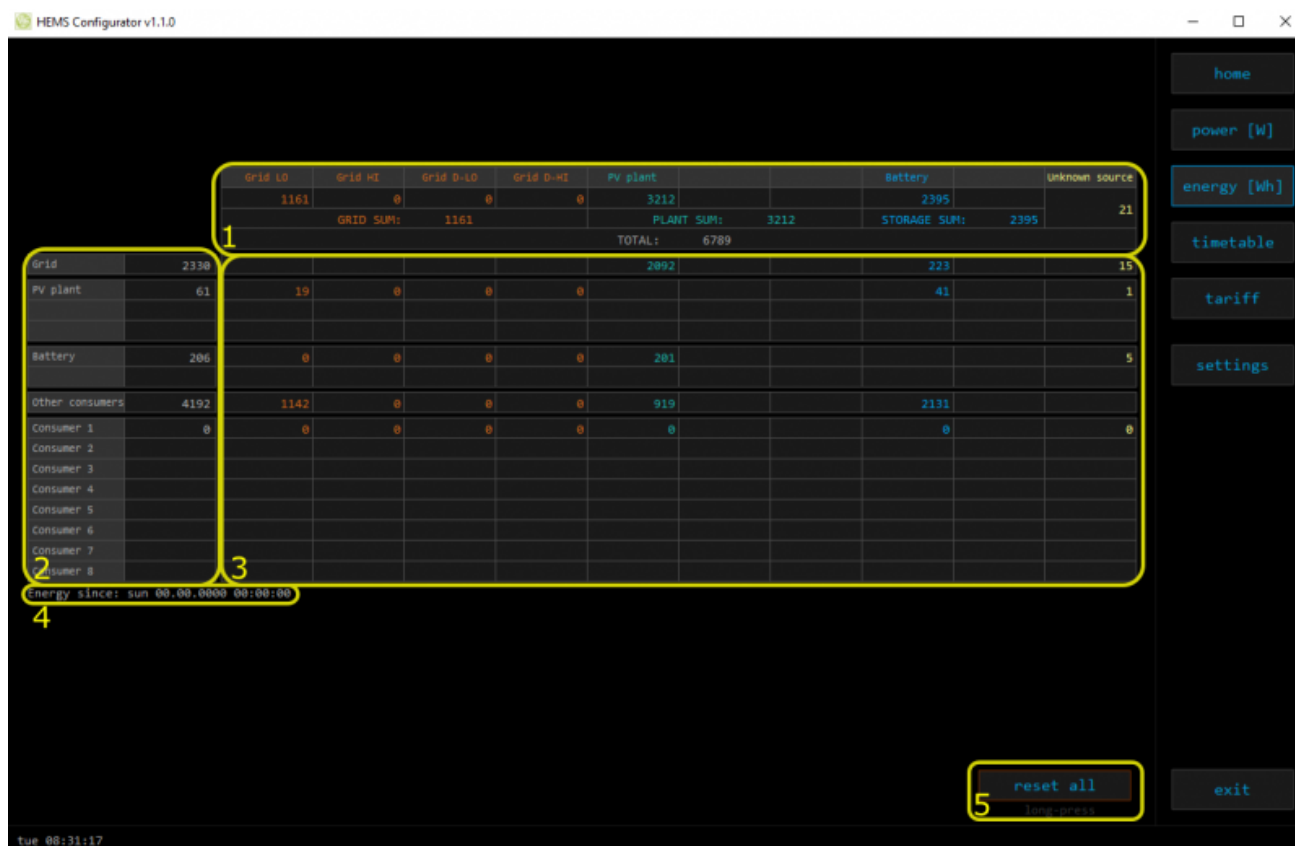 HEMS Configurator v1.1.0
home
power [W]
energy [Wh]
timetable
tariff
settings
Grid LO Grid HI Grid D-LO Grid D-HI PV plant Battery Unknown source
1161 0 0 0 3212 2395 21
GRID SUM: 1161 PLANT SUM: 3212 STORAGE SUM: 2395
1 TOTAL: 6789
Grid 2330 2092 223 15
PV plant 61 19 0 0 0 41 1
Battery 206 0 0 0 0 201 5
Other consumers 4192 1142 0 0 0 919 2131
Consumer 1 0 0 0 0 0 0 0 0
Consumer 2
Consumer 3
Consumer 4
Consumer 5
Consumer 6
Consumer 7
Consumer 8
2 3
Energy since: sun 00.00.0000 00:00:00
4
reset all
5 long-press
exit
tue 08:31:17